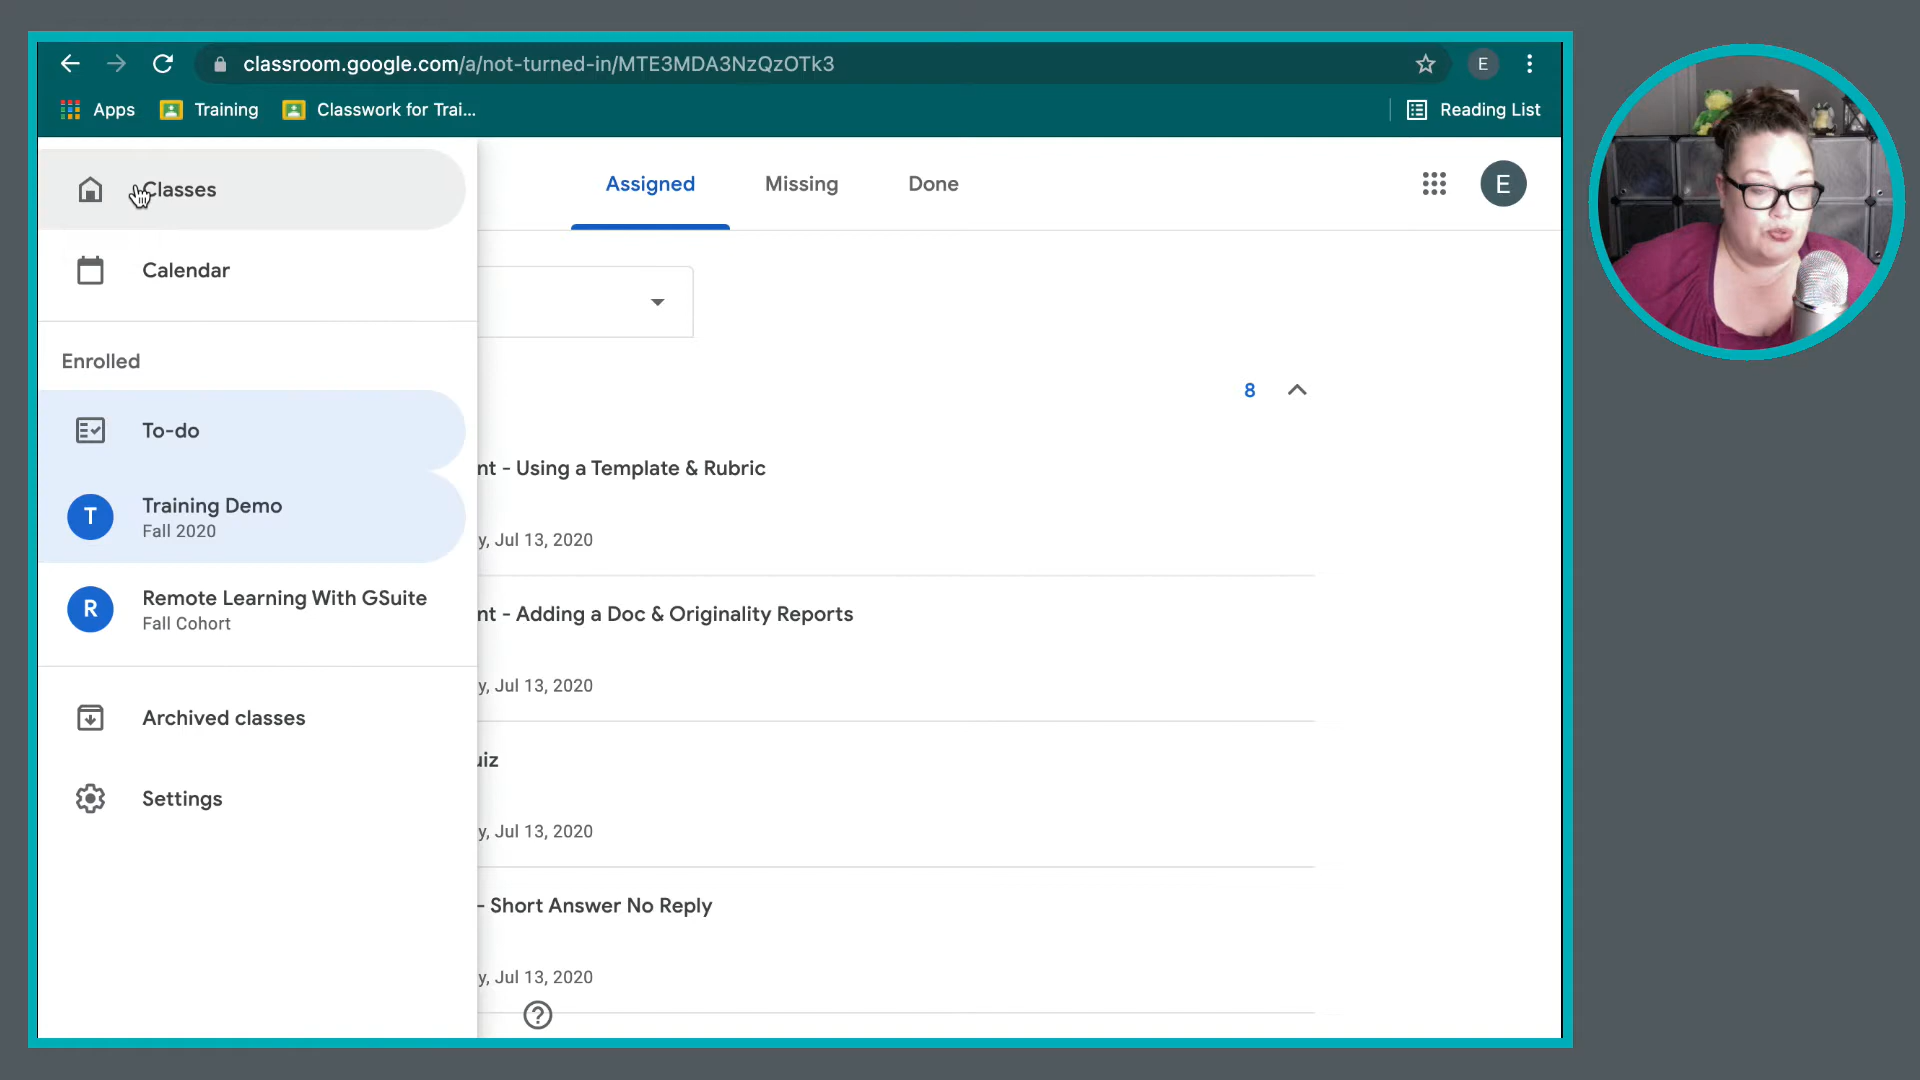 classroom.google.com/a/not-turned-in/MTE3MDA3NzQzOTk3
E
Apps
Training
Classwork for Trai...
Reading List
Classes
Calendar
Enrolled
To-do
T
Training Demo
Fall 2020
R
Remote Learning With GSuite
Fall Cohort
Archived classes
Settings
Assigned
Missing
Done
E
8
nt - Using a Template & Rubric
y, Jul 13, 2020
nt - Adding a Doc & Originality Reports
y, Jul 13, 2020
uiz
y, Jul 13, 2020
- Short Answer No Reply
y, Jul 13, 2020